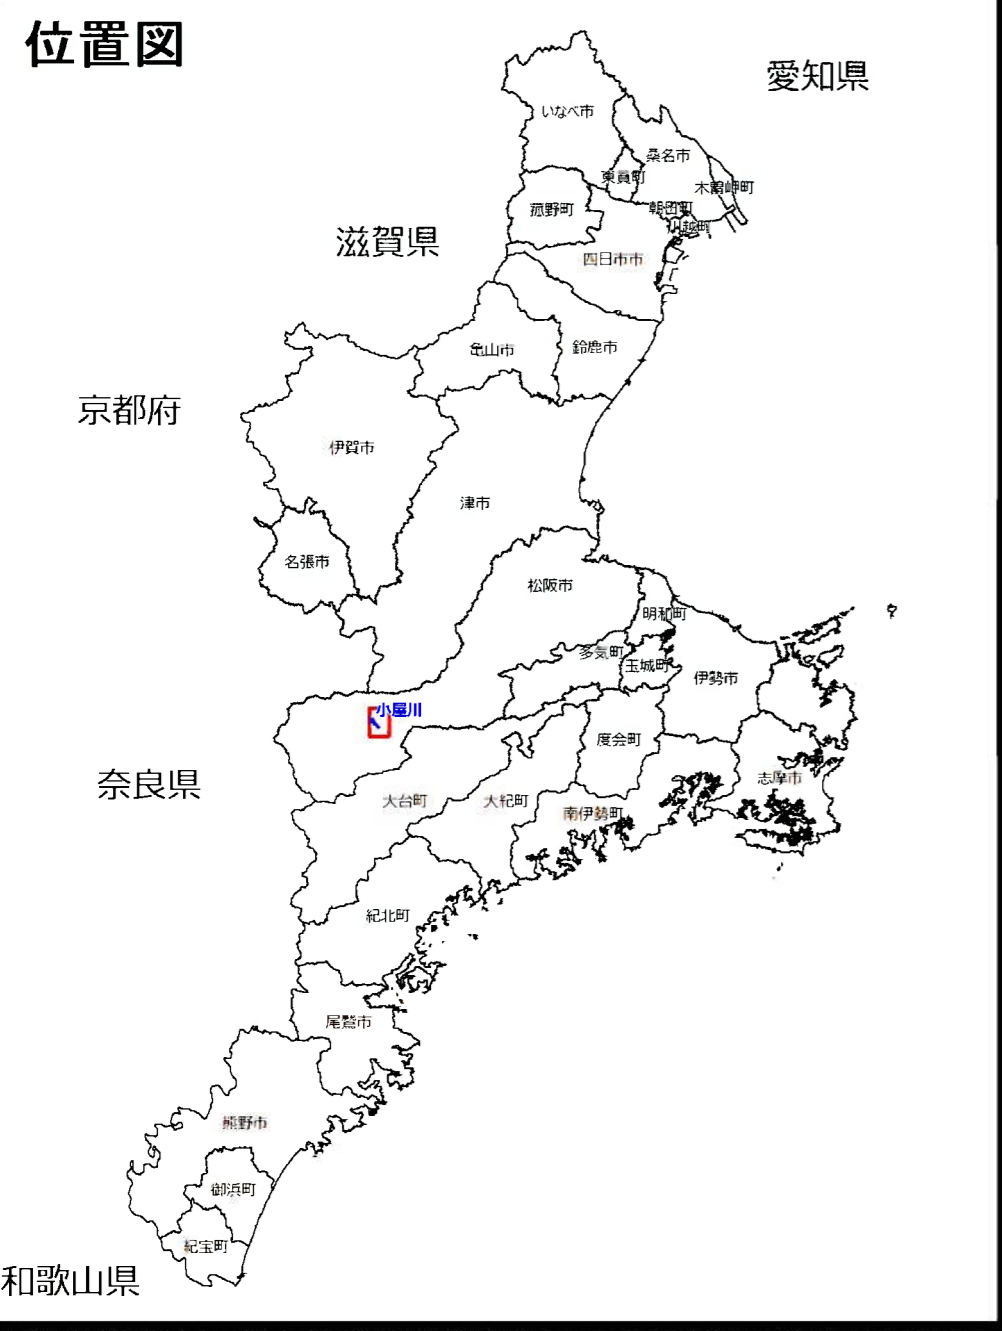 位置図
愛知県
いなべ市
桑名市
東員町
木曽岬町
菰野町
朝日町
川越町
滋賀県
四日市市
亀山市
鈴鹿市
京都府
伊賀市
津市
名張市
松阪市
明和町
多気町
玉城町
伊勢市
小屋川
度会町
奈良県
志摩市
大台町
大紀町
南伊勢町
紀北町
尾鷲市
熊野市
御浜町
紀宝町
和歌山県